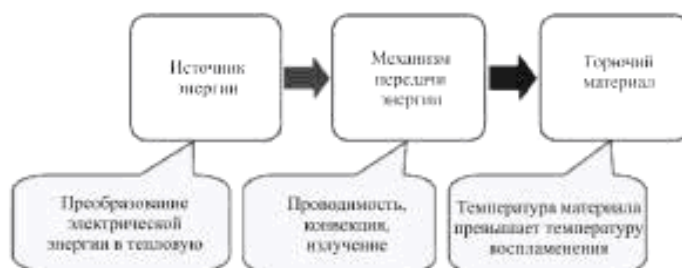 Источник
энергии
Механизм
передачи
энергии
Горючий
материал
Преобразование
электрической
энергии в тепловую
Проводимость,
конвекция,
излучение
Температура материала
превышает температуру
воспламенения